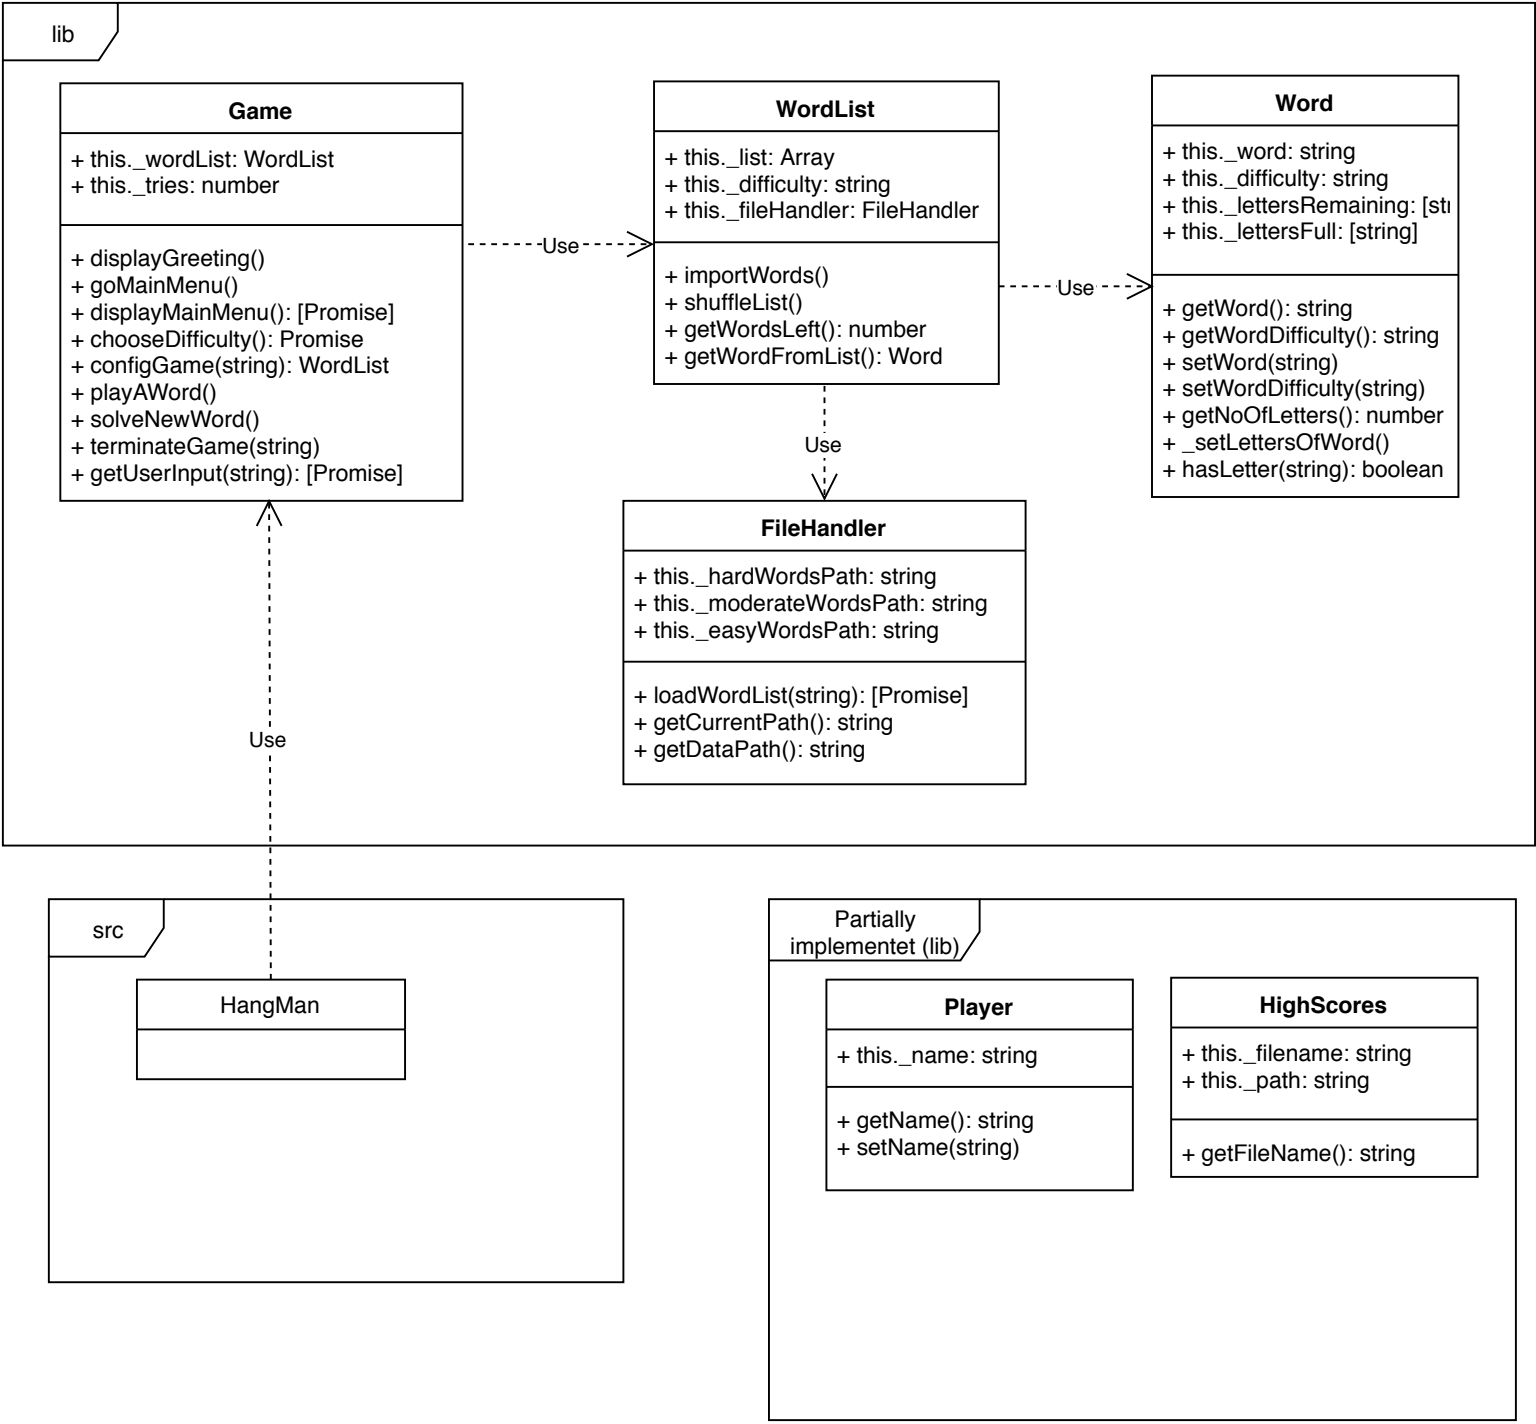 lib
Game
+ this._wordList: WordList
+ this._tries: number
+ displayGreeting()
+ goMainMenu()
+ displayMainMenu(): [Promise]
+ chooseDifficulty(): Promise
+ configGame(string): WordList
+ playAWord()
+ solveNewWord()
+ terminateGame(string)
+ getUserInput(string): [Promise]
Use
WordList
+ this._list: Array
+ this._difficulty: string
+ this._fileHandler: FileHandler
+ importWords()
+ shuffleList()
+ getWordsLeft(): number
+ getWordFromList(): Word
Use
Word
+ this._word: string
+ this._difficulty: string
+ this._lettersRemaining:
+ this._lettersFull: [string]
+ getWord(): string
+ getWordDifficulty(): string
+ setWord(string)
+ setWordDifficulty(string)
+ getNoOfLetters(): number
+ _setLettersOfWord()
+ hasLetter(string): boolean
Use
FileHandler
+ this._hardWordsPath: string
+ this._moderateWordsPath: string
+ this._easyWordsPath: string
+ loadWordList(string): [Promise]
+ getCurrentPath(): string
+ getDataPath(): string
Use
src
HangMan
Partially
implementet (lib)
Player
+ this._name: string
+ getName(): string
+ setName(string)
HighScores
+ this._filename: string
+ this._path: string
+ getFileName(): string